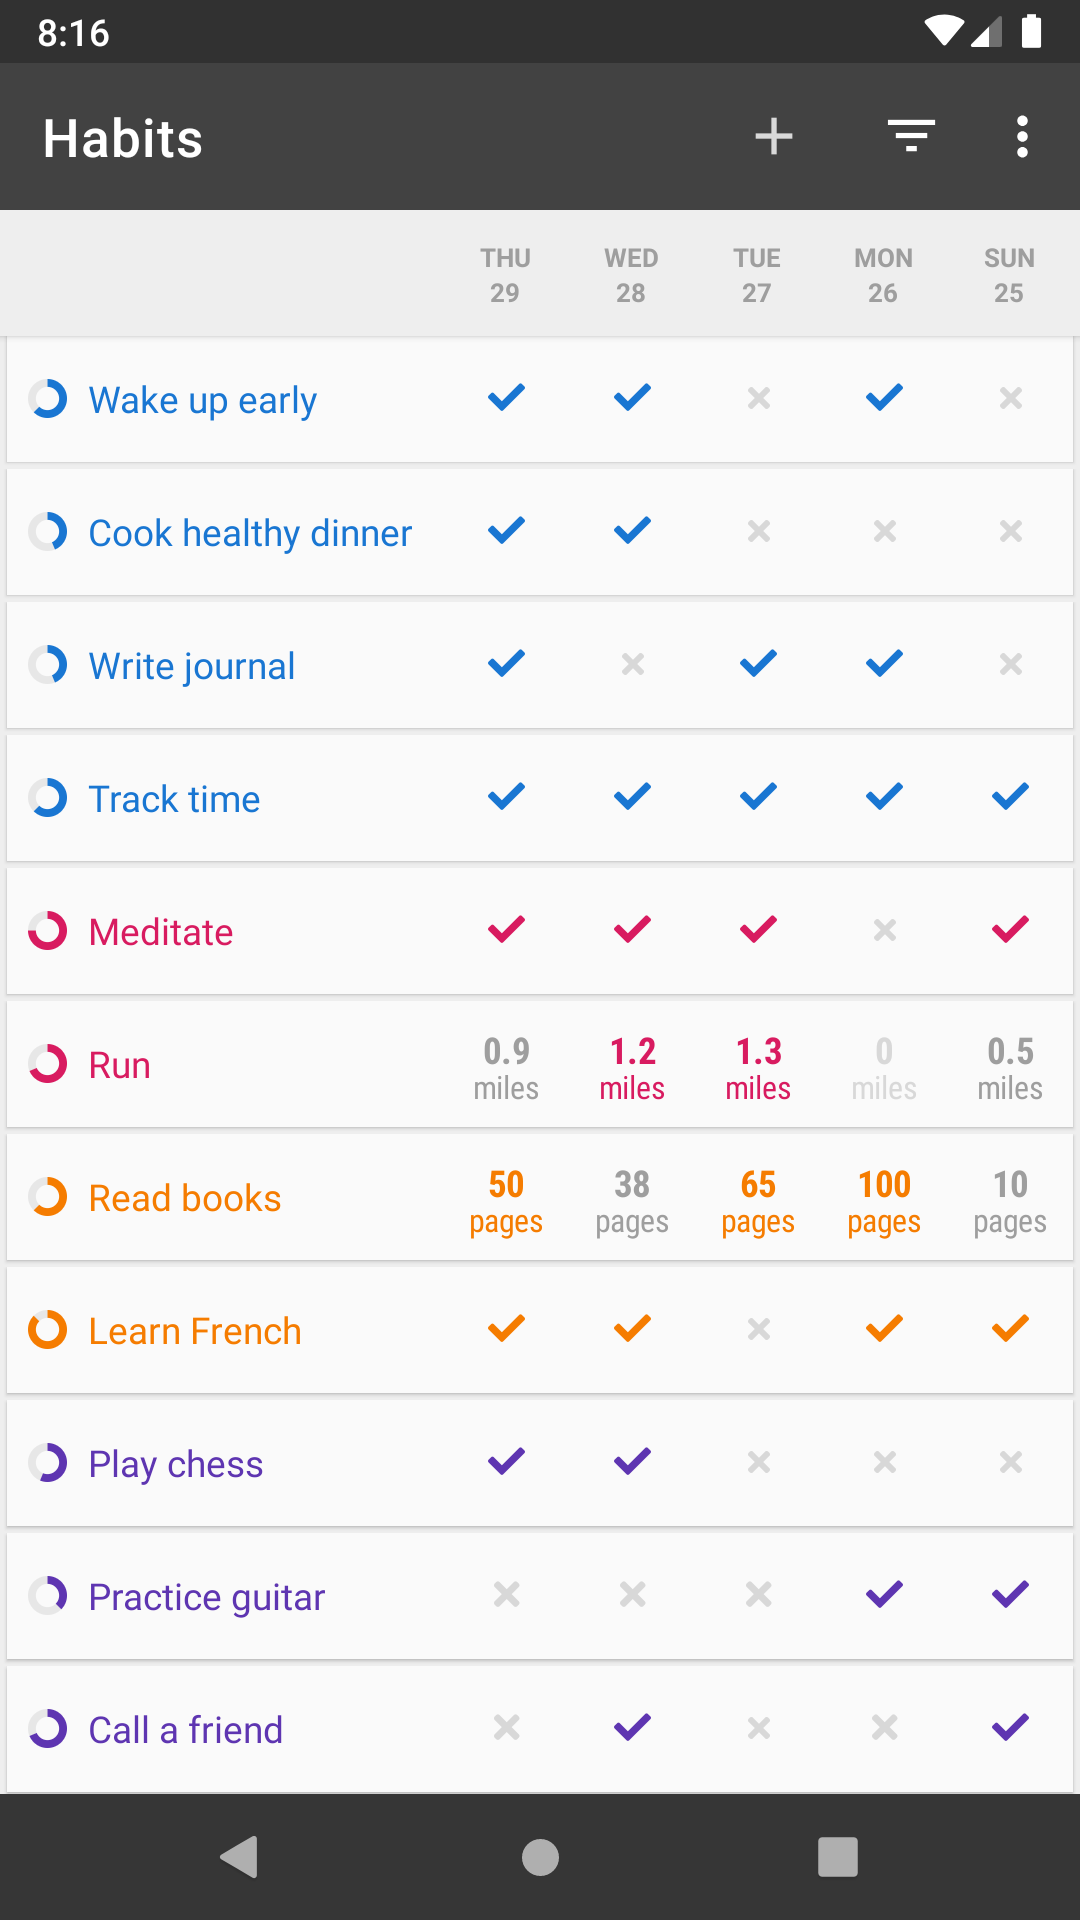 8:16
Habits
THU WED TUE MON SUN
29 28 27 26 25
Wake up early
Cook healthy dinner
Write journal
Track time
Meditate
Run
0.9 1.2 1.3 0 0.5
miles miles miles miles miles
Read books
50 38 65 100 10
pages pages pages pages pages
Learn French
Play chess
Practice guitar
Call a friend